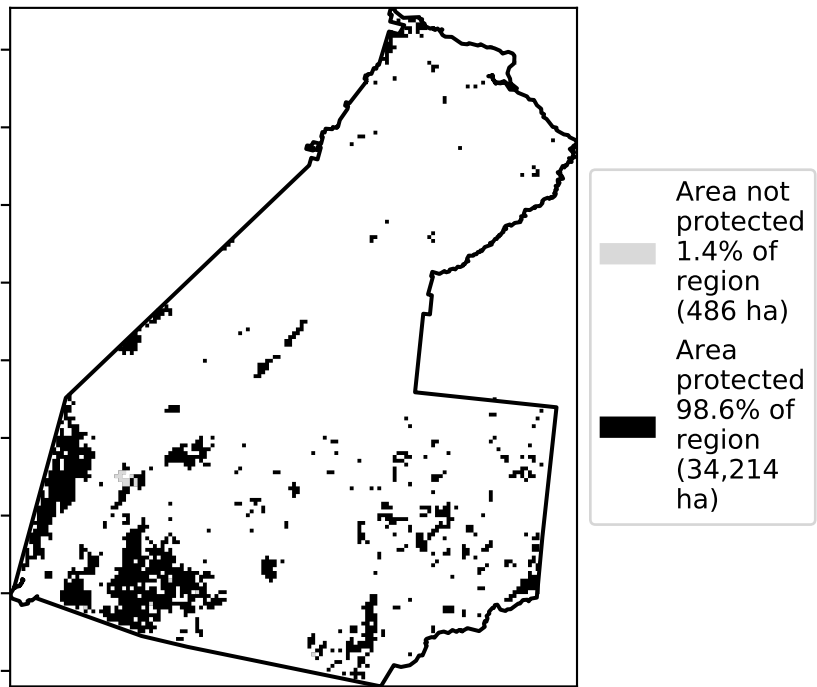 Area not
protected
1.4% of
region
(486 ha)
Area
protected
98.6% of
region
(34,214
ha)